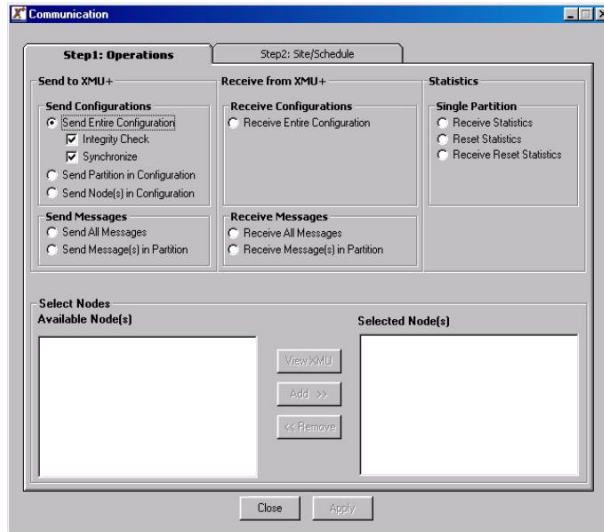 Communication
Step1: Operations
Step2: Site/Schedule
Send to XMU+
Send Configurations
Send Entire Configuration
Integrity Check
Synchronize
Send Partition in Configuration
Send Node(s) in Configuration
Send Messages
Send All Messages
Send Message(s) in Partition
Receive from XMU+
Receive Configurations
Receive Entire Configuration
Receive Messages
Receive All Messages
Receive Message(s) in Partition
Statistics
Single Partition
Receive Statistics
Reset Statistics
Receive Reset Statistics
Select Nodes
Available Node(s)
Selected Node(s)
View XMU
Add >>
<< Remove
Close
Apply